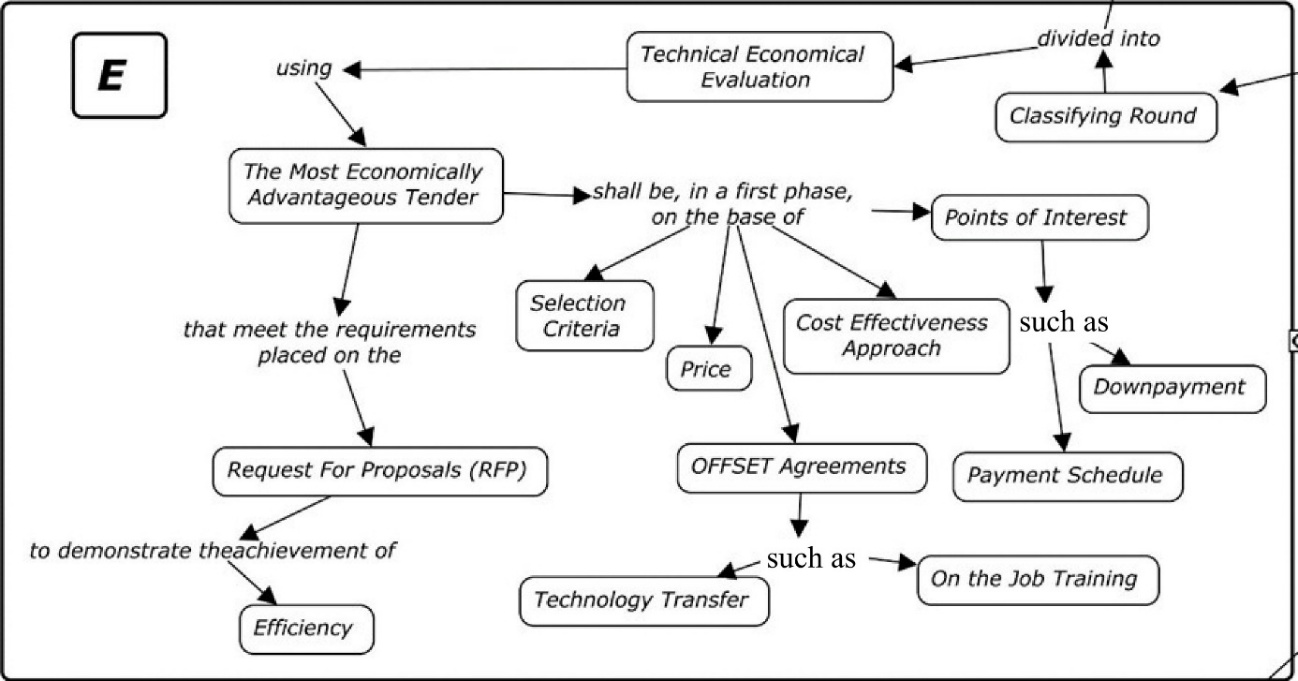 E
using
Technical Economical
Evaluation
divided into
Classifying Round
The Most Economically
Advantageous Tender
shall be, in a first phase,
on the base of
Points of Interest
Selection
Criteria
Price
Cost Effectiveness
Approach
such as
Downpayment
that meet the requirements
placed on the
Request For Proposals (RFP)
OFFSET Agreements
Payment Schedule
to demonstrate theachievement of
such as
Technology Transfer
On the Job Training
Efficiency